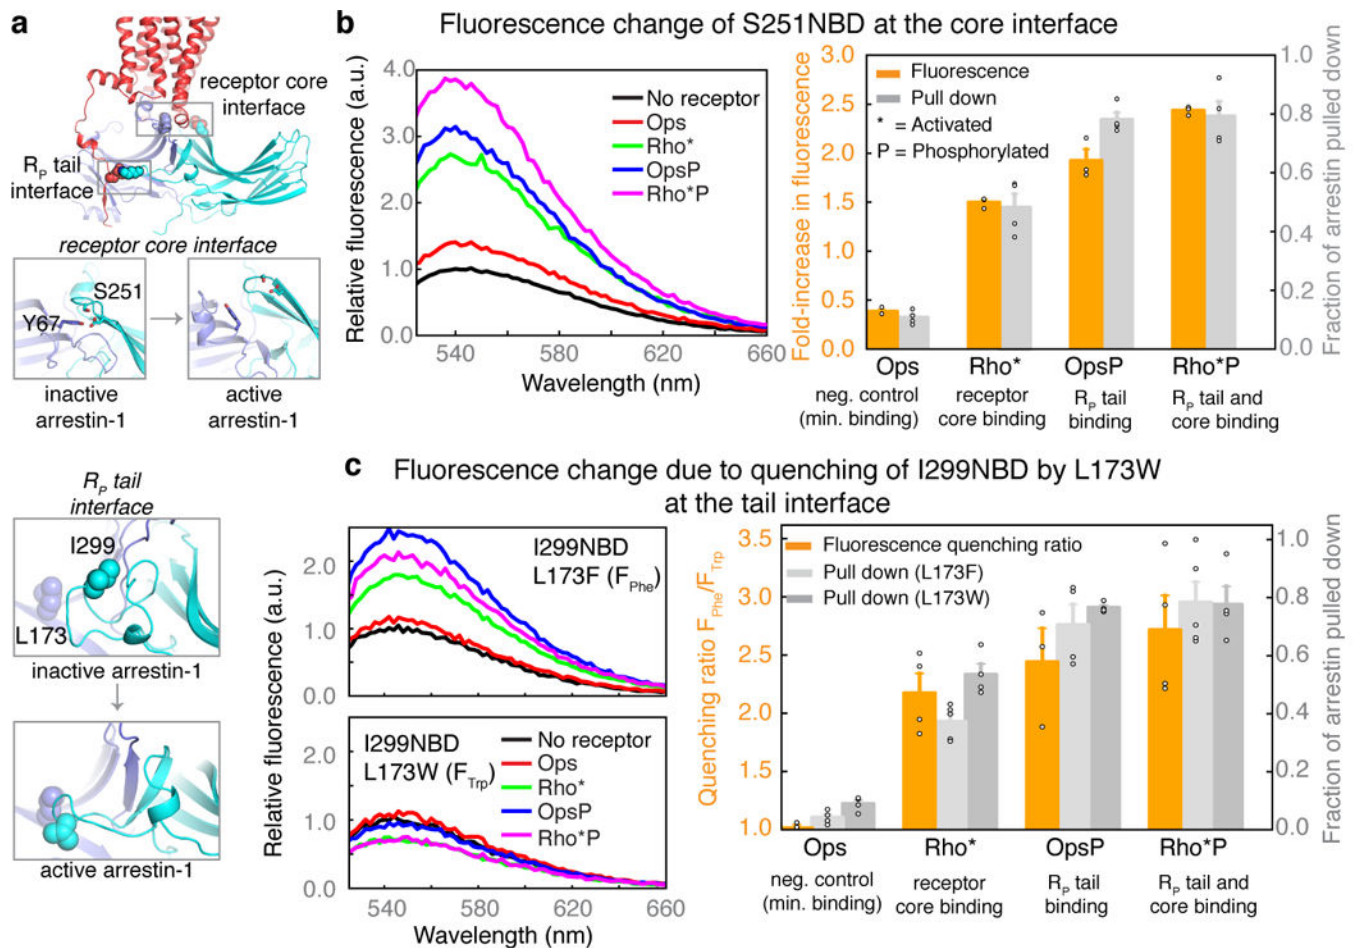 a
receptor core
interface
R_P tail
interface
receptor core interface
S251
Y67
inactive
arrestin-1
active
arrestin-1
R_P tail
interface
I299
L173
inactive arrestin-1
active arrestin-1
b
Fluorescence change of S251NBD at the core interface
Relative fluorescence (a.u.)
4.0
3.0
2.0
1.0
0.0
No receptor
Ops
Rho*
OpsP
Rho*P
540
580
620
660
Wavelength (nm)
Fold-increase in fluorescence
3.0
2.5
2.0
1.5
1.0
0.5
0.0
Fluorescence
Pull down
* = Activated
P = Phosphorylated
1.0
0.8
0.6
0.4
0.2
0.0
Fraction of arrestin pulled down
Ops
neg. control
(min. binding)
Rho*
receptor
core binding
OpsP
R_P tail
binding
Rho*P
R_P tail and
core binding
c
Fluorescence change due to quenching of I299NBD by L173W
at the tail interface
Relative fluorescence (a.u.)
2.0
1.0
0.0
I299NBD
L173F (F_Phe)
2.0
1.0
0.0
I299NBD
L173W (F_Trp)
No receptor
Ops
Rho*
OpsP
Rho*P
540
580
620
660
Wavelength (nm)
Quenching ratio F_Phe/F_Trp
3.5
3.0
2.5
2.0
1.5
1.0
Fluorescence quenching ratio
Pull down (L173F)
Pull down (L173W)
1.0
0.8
0.6
0.4
0.2
0.0
Fraction of arrestin pulled down
Ops
neg. control
(min. binding)
Rho*
receptor
core binding
OpsP
R_P tail
binding
Rho*P
R_P tail and
core binding